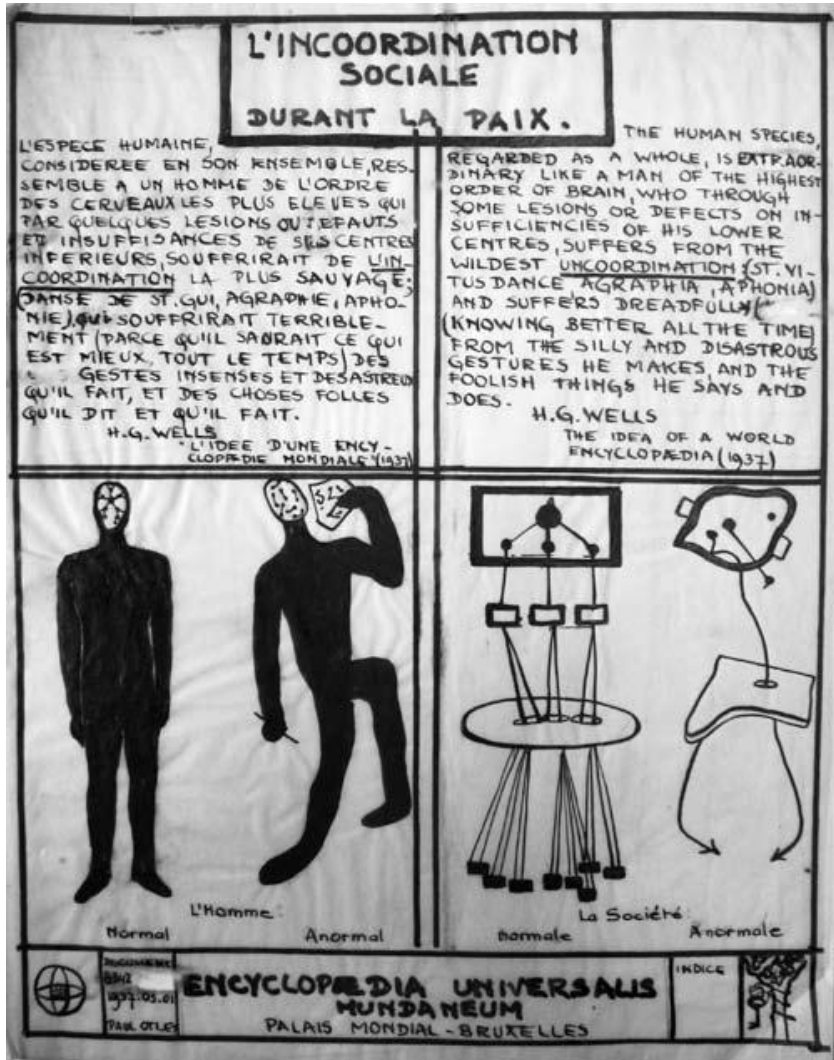 L'INCOORDINATION
SOCIALE
DURANT LA PAIX.
L'ESPECE HUMAINE,
CONSIDEREE EN SON ENSEMBLE, RES-
SEMBLE A UN HOMME DE L'ORDRE
DES CERVEAUX LES PLUS ELEVES QUI
PAR QUELQUES LESIONS OU DEFAUTS
ET INSUFFISANCES DE SES CENTRES
INFERIEURS, SOUFFRIRAIT DE L'IN-
COORDINATION LA PLUS SAUVAGE;
(DANSE DE ST. GUI, AGRAPHIE, APHO-
NIE) QUI SOUFFRIRAIT TERRIBLE-
MENT (PARCE QU'IL SAURAIT CE QUI
EST MIEUX, TOUT LE TEMPS) DES
GESTES INSENSES ET DESASTREUX
QU'IL FAIT, ET DES CHOSES FOLLES
QU'IL DIT ET QU'IL FAIT.
H.G. WELLS
"L'IDEE D'UNE ENCY-
CLOPÆDIE MONDIALE" (1937)
THE HUMAN SPECIES,
REGARDED AS A WHOLE, IS EXTRAOR-
DINARY LIKE A MAN OF THE HIGHEST
ORDER OF BRAIN, WHO THROUGH
SOME LESIONS OR DEFECTS ON IN-
SUFFICIENCIES OF HIS LOWER
CENTRES, SUFFERS FROM THE
WILDEST UNCOORDINATION; (ST. VI-
TUS DANCE, AGRAPHIA, APHONIA)
AND SUFFERS DREADFULLY
(KNOWING BETTER ALL THE TIME)
FROM THE SILLY AND DISASTROUS
GESTURES HE MAKES, AND THE
FOOLISH THINGS HE SAYS AND
DOES.
H.G. WELLS
THE IDEA OF A WORLD
ENCYCLOPÆDIA (1937)
L'Homme:
Normal
Anormal
La Société:
normale
Anormale
DOCUMENT
1937.05.01
PAUL OTLET
ENCYCLOPÆDIA UNIVERSALIS
MUNDANEUM
PALAIS MONDIAL - BRUXELLES
INDICE